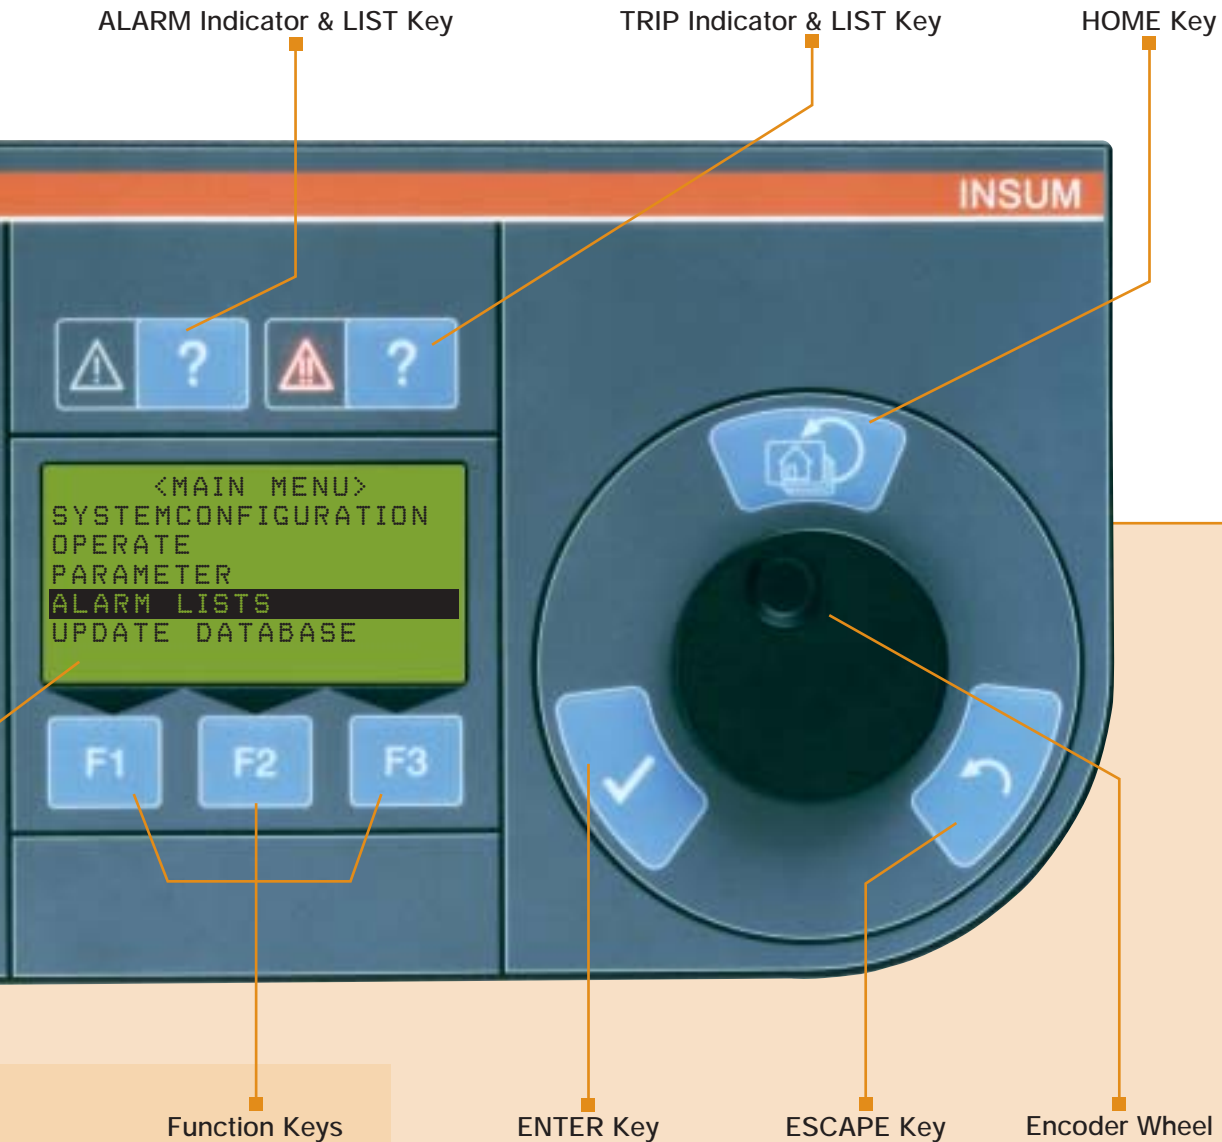 ALARM Indicator & LIST Key
TRIP Indicator & LIST Key
HOME Key
INSUM
?
?
<MAIN MENU>
SYSTEMCONFIGURATION
OPERATE
PARAMETER
ALARM LISTS
UPDATE DATABASE
F1
F2
F3
Function Keys
ENTER Key
ESCAPE Key
Encoder Wheel